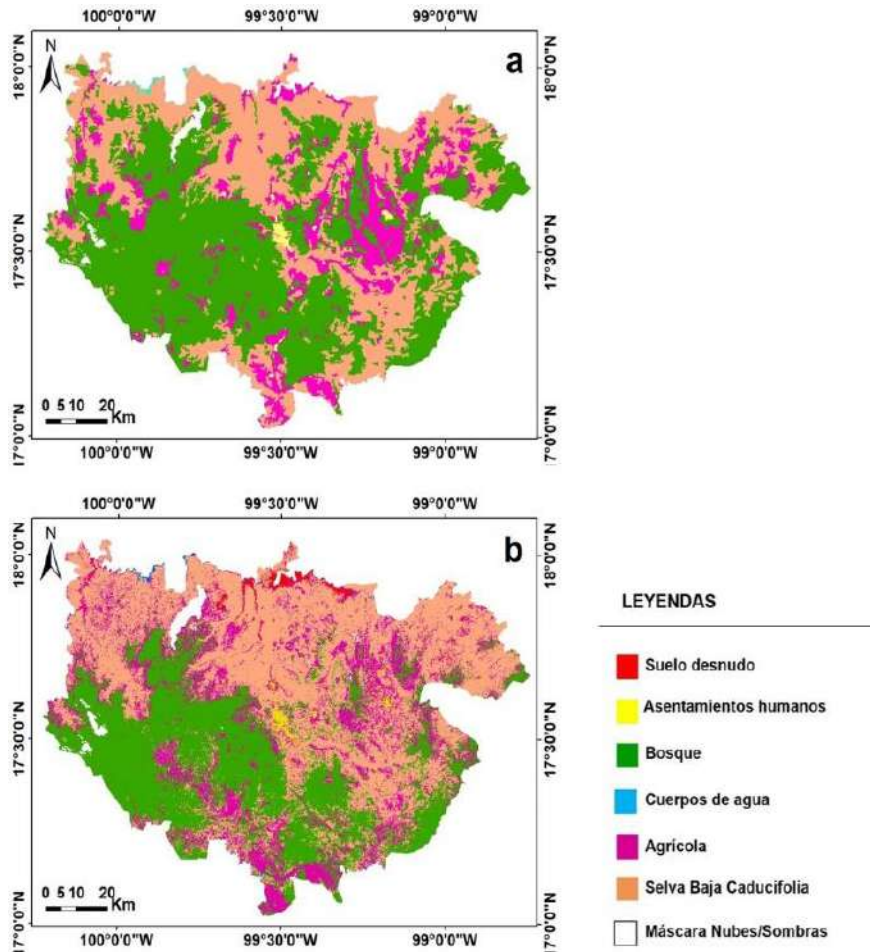 100°0'0"W 99°30'0"W 99°0'0"W
N
a
18°0'0"N
18°0'0"N
17°30'0"N
17°30'0"N
17°0'0"N
17°0'0"N
0 5 10 20
Km
100°0'0"W 99°30'0"W 99°0'0"W
100°0'0"W 99°30'0"W 99°0'0"W
N
b
18°0'0"N
18°0'0"N
17°30'0"N
17°30'0"N
17°0'0"N
17°0'0"N
0 5 10 20
Km
100°0'0"W 99°30'0"W 99°0'0"W
LEYENDAS
Suelo desnudo
Asentamientos humanos
Bosque
Cuerpos de agua
Agrícola
Selva Baja Caducifolia
Máscara Nubes/Sombras